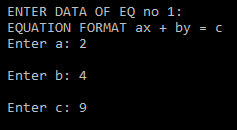 ENTER DATA OF EQ no 1:
EQUATION FORMAT ax + by = c
Enter a: 2
Enter b: 4
Enter c: 9